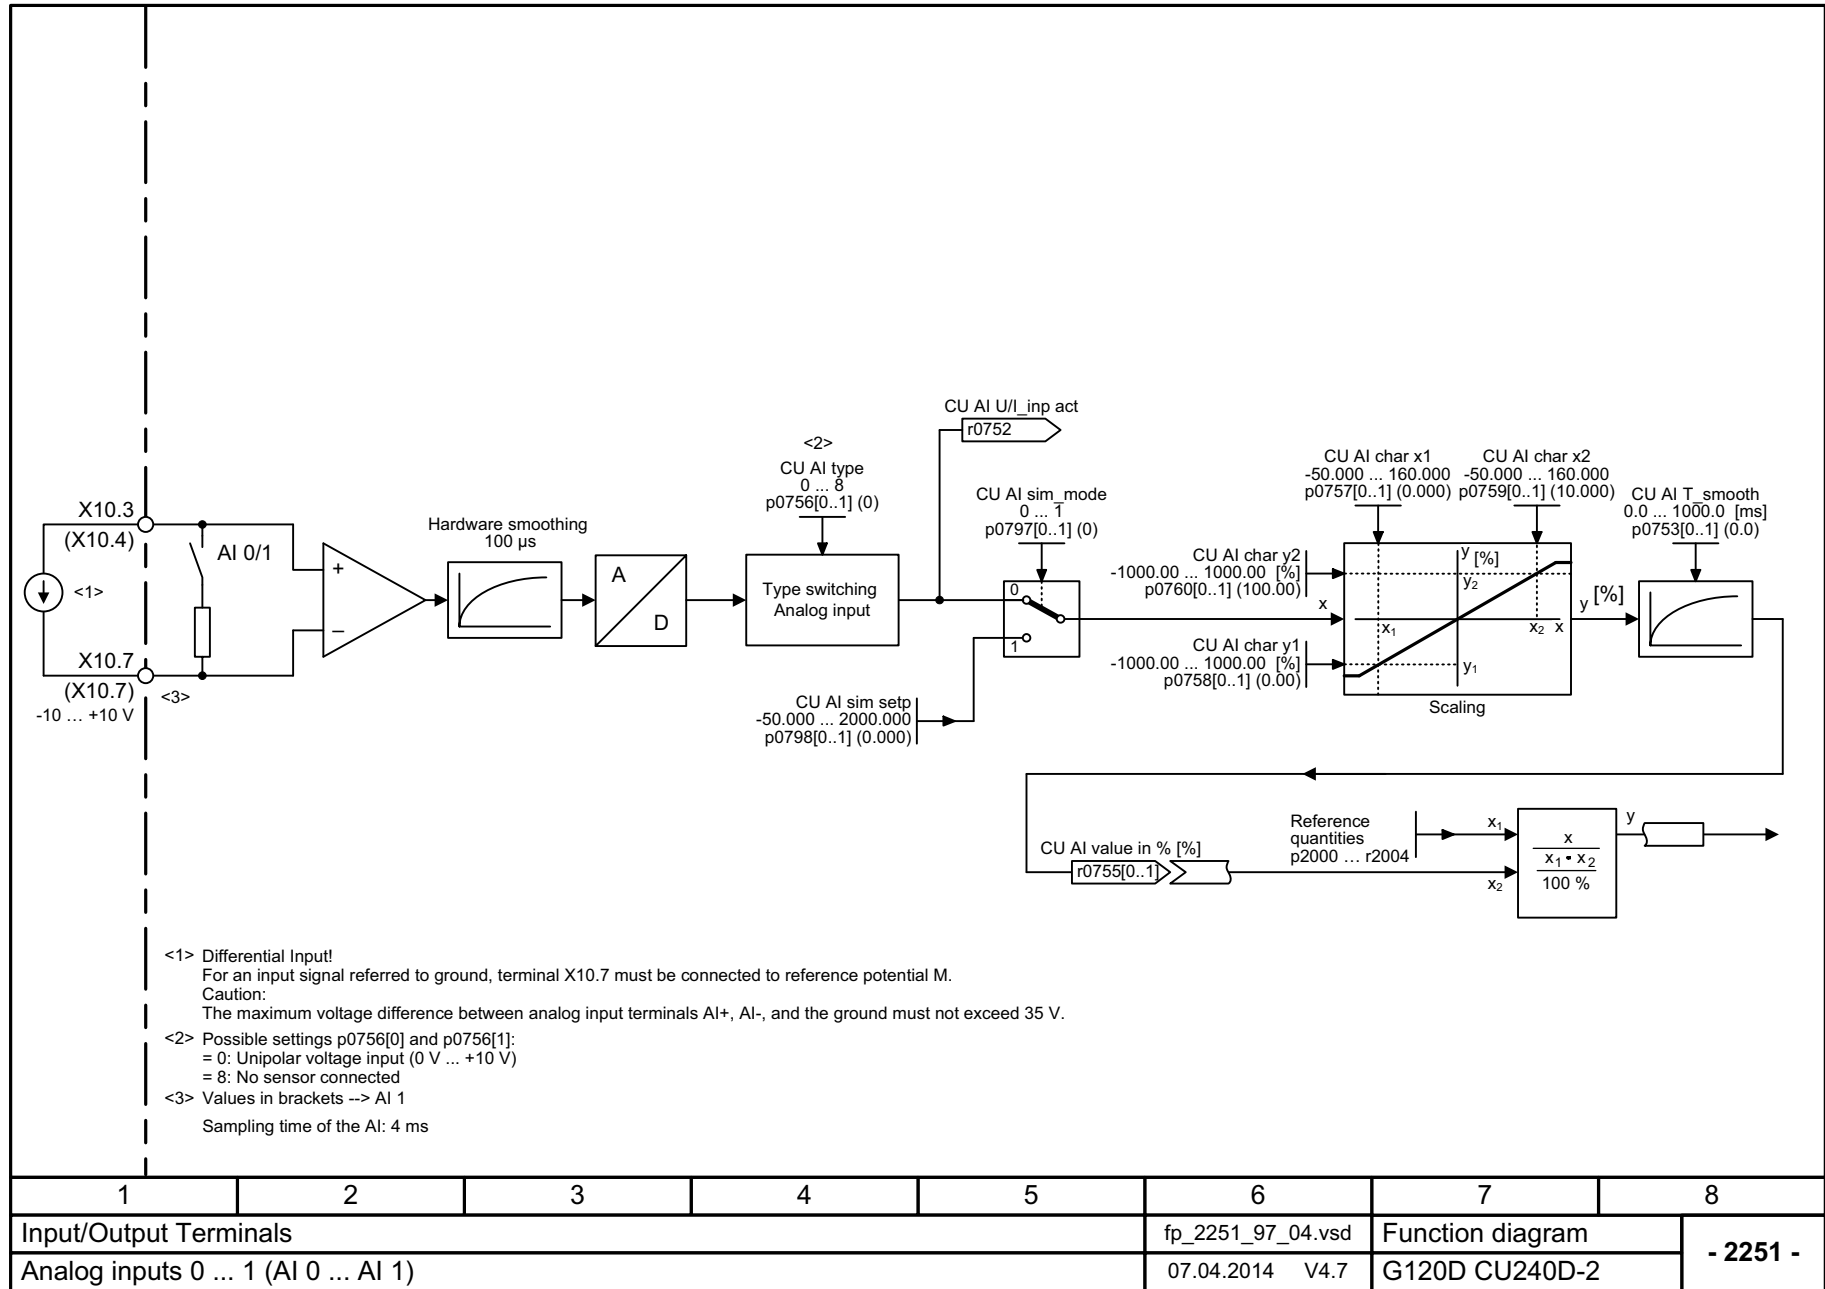 CU AI U/I_inp act
r0752
<2>
CU AI type
0 ... 8
p0756[0..1] (0)
CU AI sim_mode
0 ... 1
p0797[0..1] (0)
CU AI char x1
-50.000 ... 160.000
p0757[0..1] (0.000)
CU AI char x2
-50.000 ... 160.000
p0759[0..1] (10.000)
CU AI T_smooth
0.0 ... 1000.0 [ms]
p0753[0..1] (0.0)
X10.3
(X10.4)
AI 0/1
<1>
X10.7
(X10.7)
-10 ... +10 V
<3>
+
–
Hardware smoothing
100 µs
A
D
Type switching
Analog input
0
1
CU AI char y2
-1000.00 ... 1000.00 [%]
p0760[0..1] (100.00)
x
CU AI char y1
-1000.00 ... 1000.00 [%]
p0758[0..1] (0.00)
y [%]
y2
x1
x2 x
y1
Scaling
y [%]
CU AI sim setp
-50.000 ... 2000.000
p0798[0..1] (0.000)
CU AI value in % [%]
r0755[0..1]
Reference
quantities
p2000 ... r2004
x1
x2
x
x1 • x2
100 %
y
<1> Differential Input!
For an input signal referred to ground, terminal X10.7 must be connected to reference potential M.
Caution:
The maximum voltage difference between analog input terminals AI+, AI-, and the ground must not exceed 35 V.
<2> Possible settings p0756[0] and p0756[1]:
= 0: Unipolar voltage input (0 V ... +10 V)
= 8: No sensor connected
<3> Values in brackets --> AI 1
Sampling time of the AI: 4 ms
1 2 3 4 5 6 7 8
Input/Output Terminals
fp_2251_97_04.vsd
Function diagram
- 2251 -
Analog inputs 0 ... 1 (AI 0 ... AI 1)
07.04.2014 V4.7
G120D CU240D-2